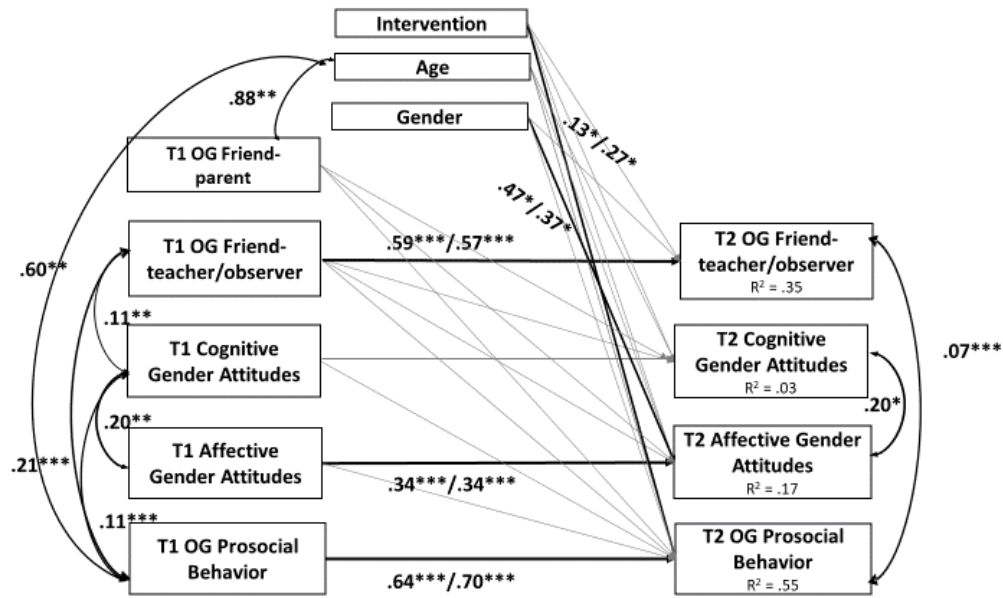 Intervention
Age
.88**
Gender
.13*/.27*
T1 OG Friend-
parent
.47*/.37*
T1 OG Friend-
teacher/observer
.59***/.57***
T2 OG Friend-
teacher/observer
R² = .35
.60**
.11**
T1 Cognitive
Gender Attitudes
T2 Cognitive
Gender Attitudes
R² = .03
.07***
.20*
.20**
T1 Affective
Gender Attitudes
T2 Affective Gender
Attitudes
R² = .17
.21***
.34***/.34***
.11***
T1 OG Prosocial
Behavior
T2 OG Prosocial
Behavior
R² = .55
.64***/.70***